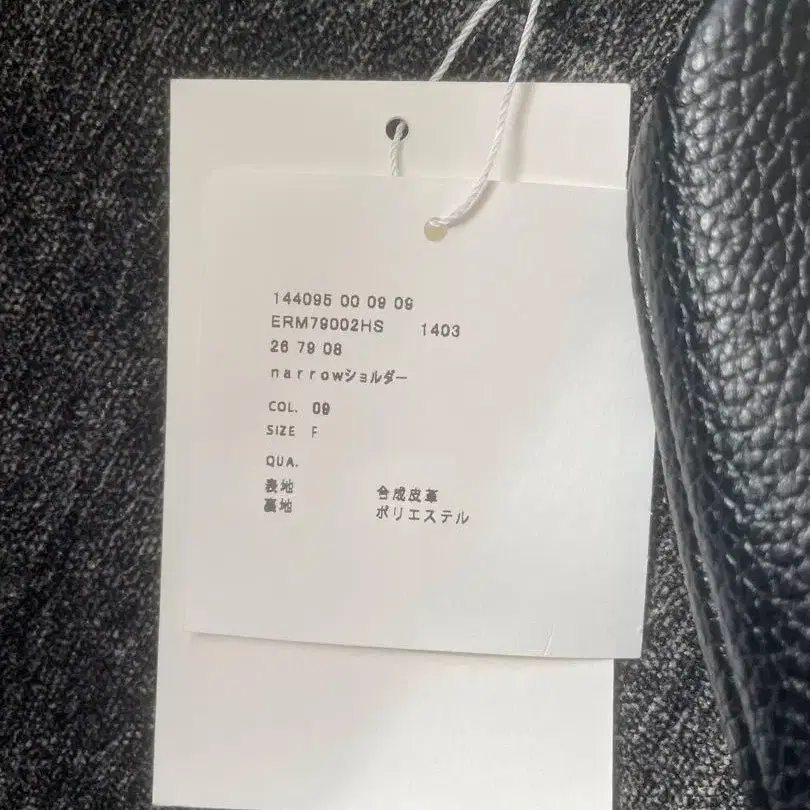 144095 00 09 09
ERM79002HS 1403
26 79 08
narrowショルダー
COL. 09
SIZE F
QUA.
表地 合成皮革
裏地 ポリエステル